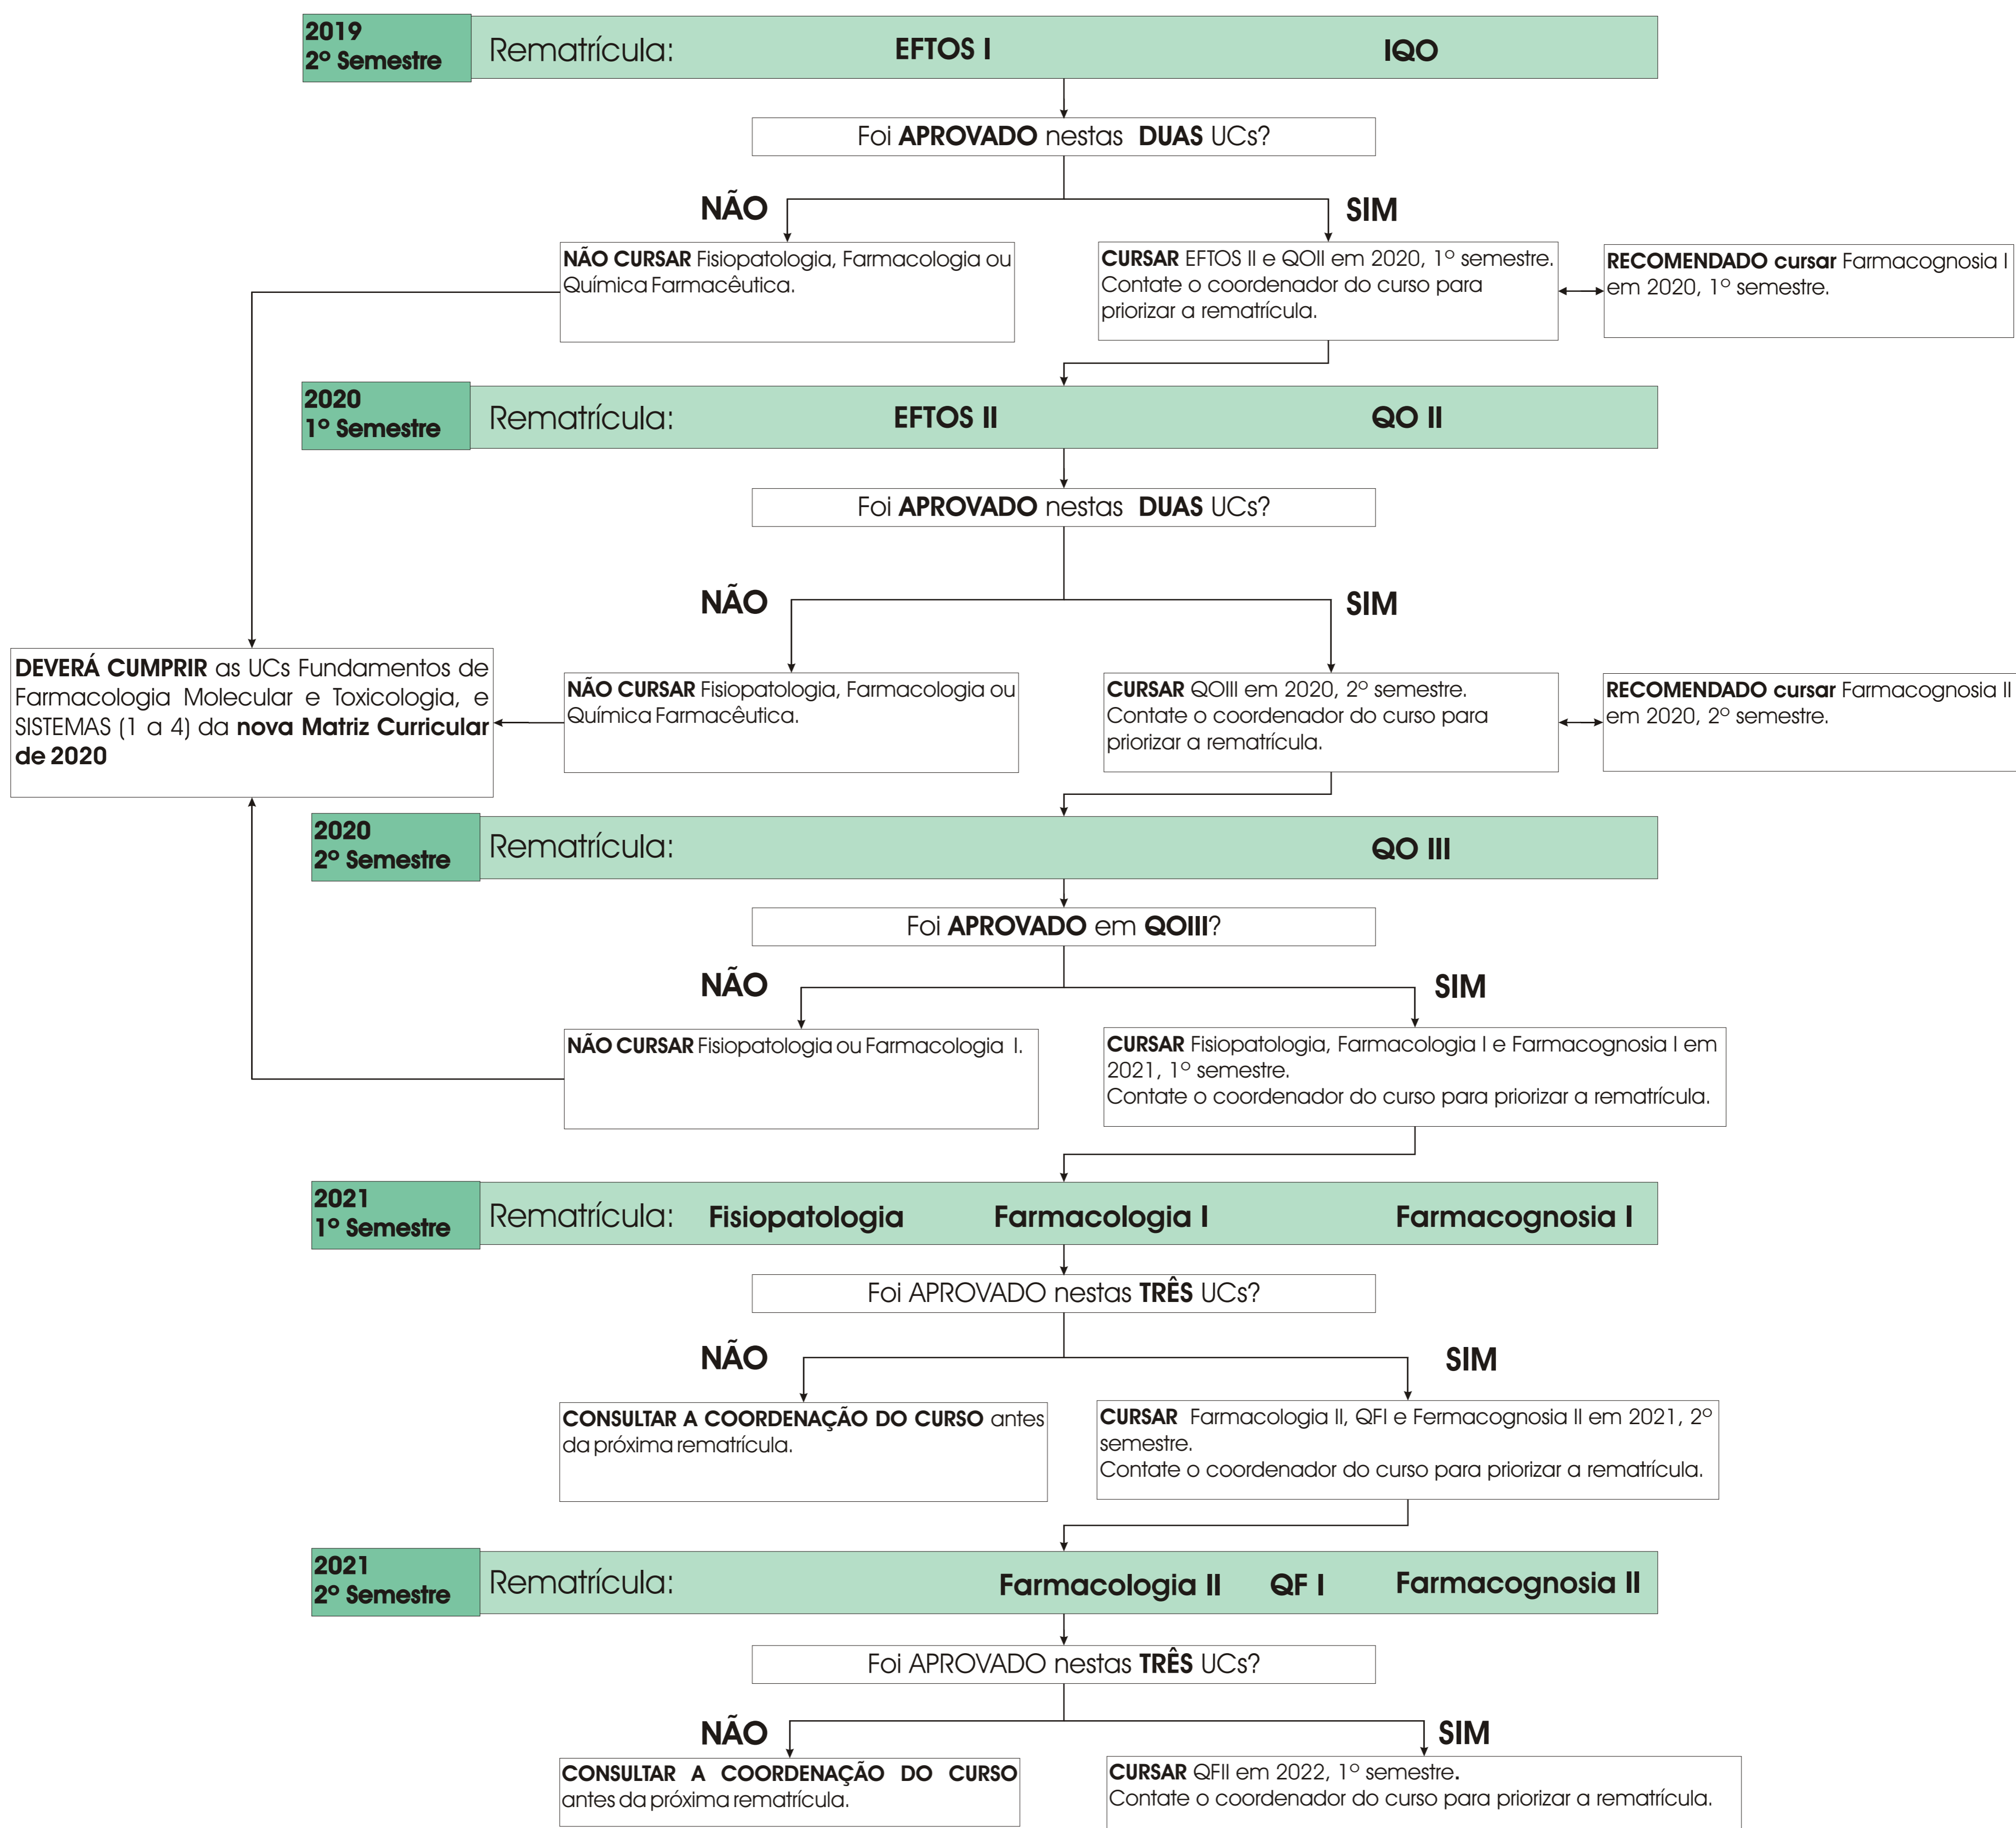 2019
2º Semestre
Rematrícula: EFTOS I IQO
Foi APROVADO nestas DUAS UCs?
NÃO
SIM
NÃO CURSAR Fisiopatologia, Farmacologia ou
Química Farmacêutica.
CURSAR EFTOS II e QOII em 2020, 1º semestre.
Contate o coordenador do curso para
priorizar a rematrícula.
RECOMENDADO cursar Farmacognosia I
em 2020, 1º semestre.
2020
1º Semestre
Rematrícula: EFTOS II QO II
Foi APROVADO nestas DUAS UCs?
NÃO
SIM
DEVERÁ CUMPRIR as UCs Fundamentos de
Farmacologia Molecular e Toxicologia, e
SISTEMAS (1 a 4) da nova Matriz Curricular
de 2020
NÃO CURSAR Fisiopatologia, Farmacologia ou
Química Farmacêutica.
CURSAR QOIII em 2020, 2º semestre.
Contate o coordenador do curso para
priorizar a rematrícula.
RECOMENDADO cursar Farmacognosia II
em 2020, 2º semestre.
2020
2º Semestre
Rematrícula: QO III
Foi APROVADO em QOIII?
NÃO
SIM
NÃO CURSAR Fisiopatologia ou Farmacologia I.
CURSAR Fisiopatologia, Farmacologia I e Farmacognosia I em
2021, 1º semestre.
Contate o coordenador do curso para priorizar a rematrícula.
2021
1º Semestre
Rematrícula: Fisiopatologia Farmacologia I Farmacognosia I
Foi APROVADO nestas TRÊS UCs?
NÃO
SIM
CONSULTAR A COORDENAÇÃO DO CURSO antes
da próxima rematrícula.
CURSAR Farmacologia II, QFI e Fermacognosia II em 2021, 2º
semestre.
Contate o coordenador do curso para priorizar a rematrícula.
2021
2º Semestre
Rematrícula: Farmacologia II QF I Farmacognosia II
Foi APROVADO nestas TRÊS UCs?
NÃO
SIM
CONSULTAR A COORDENAÇÃO DO CURSO
antes da próxima rematrícula.
CURSAR QFII em 2022, 1º semestre.
Contate o coordenador do curso para priorizar a rematrícula.